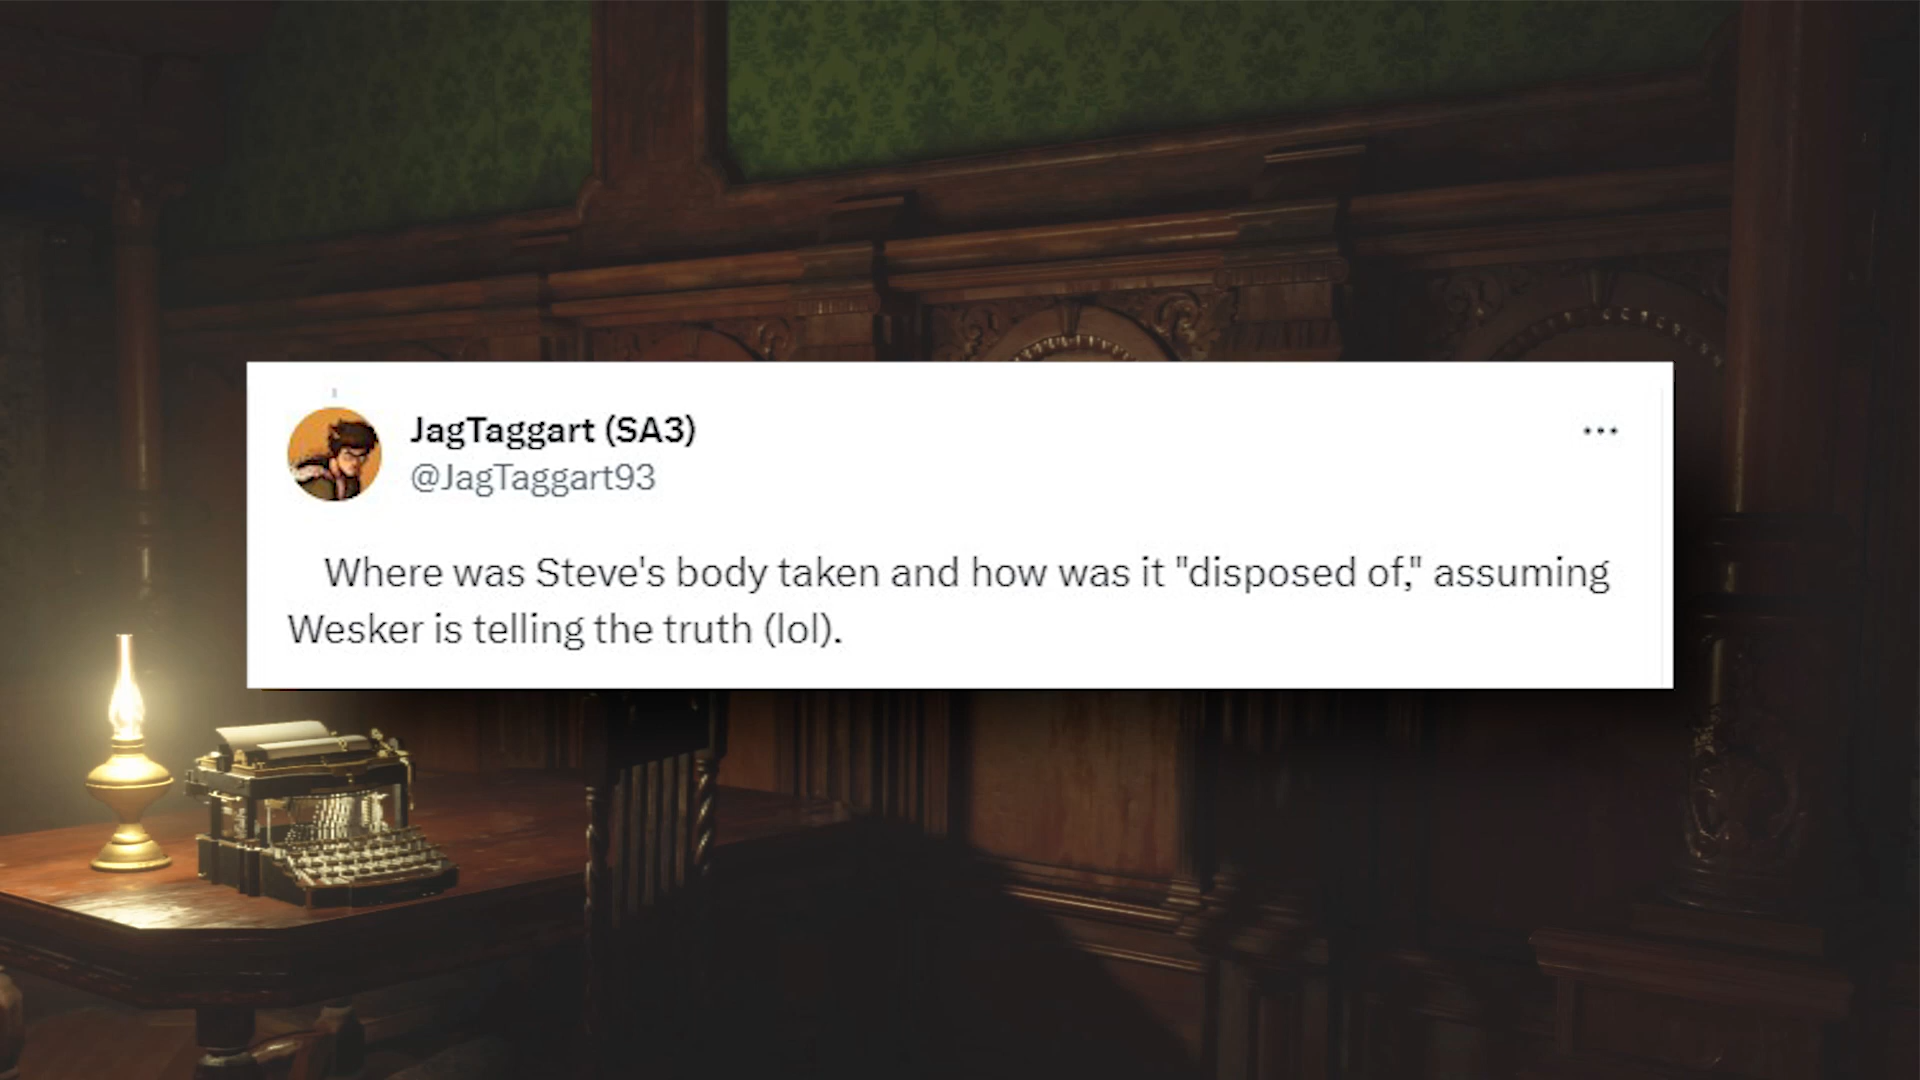 JagTaggart (SA3)
@JagTaggart93
Where was Steve's body taken and how was it "disposed of," assuming
Wesker is telling the truth (lol).